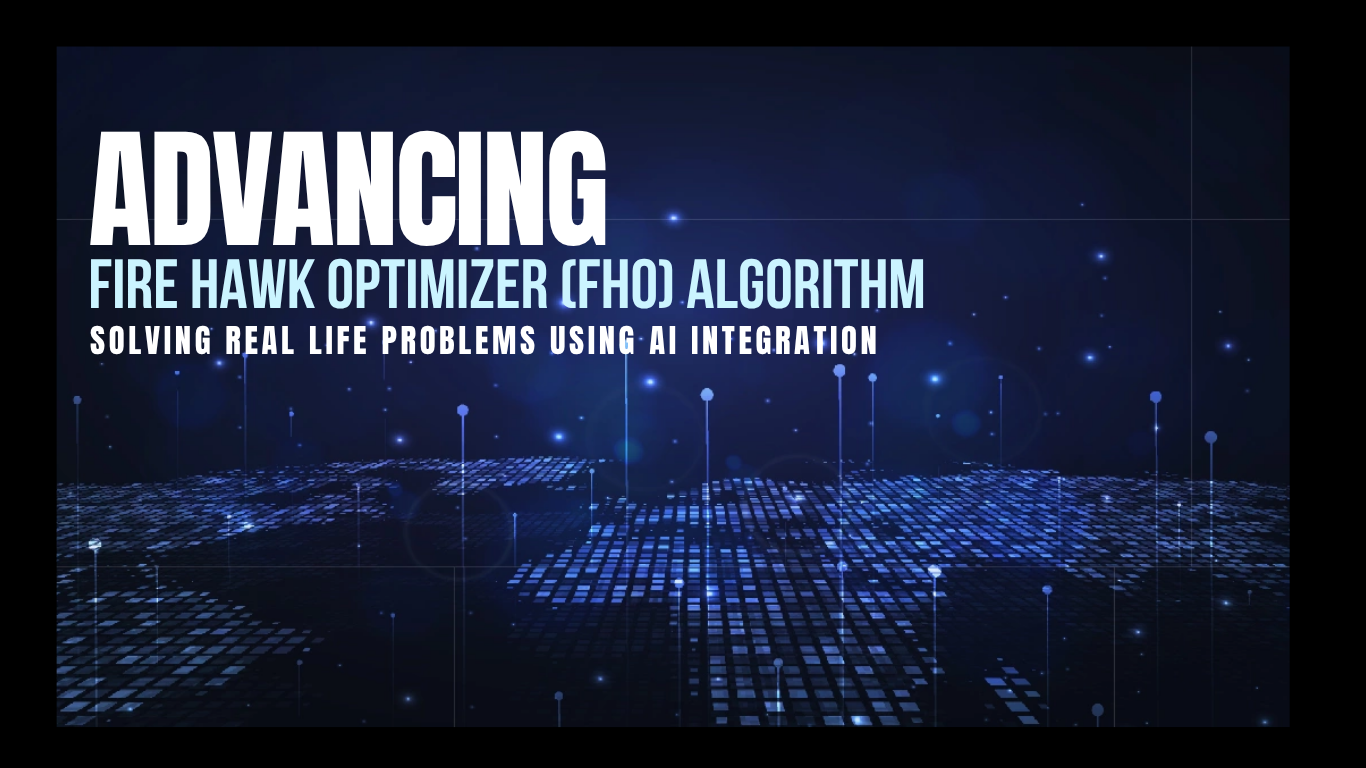 ADVANCING
FIRE HAWK OPTIMIZER (FHO) ALGORITHM
SOLVING REAL LIFE PROBLEMS USING AI INTEGRATION